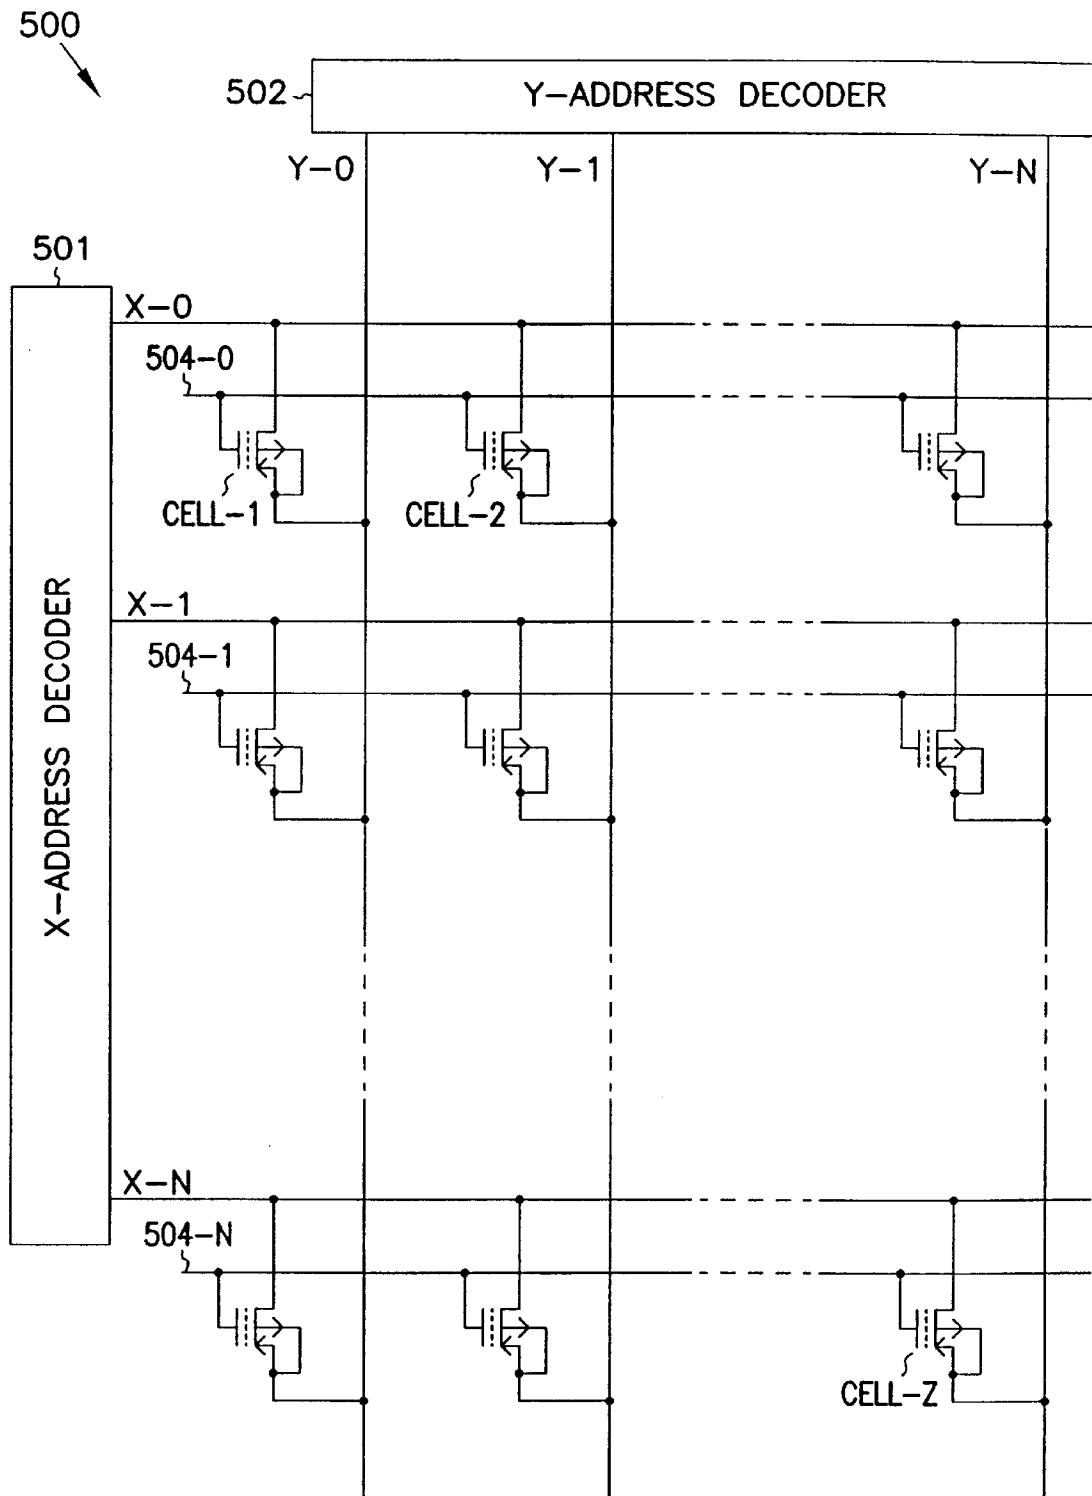 500
502
Y-ADDRESS DECODER
Y-0
Y-1
Y-N
501
X-ADDRESS DECODER
X-0
504-0
CELL-1
CELL-2
X-1
504-1
X-N
504-N
CELL-Z